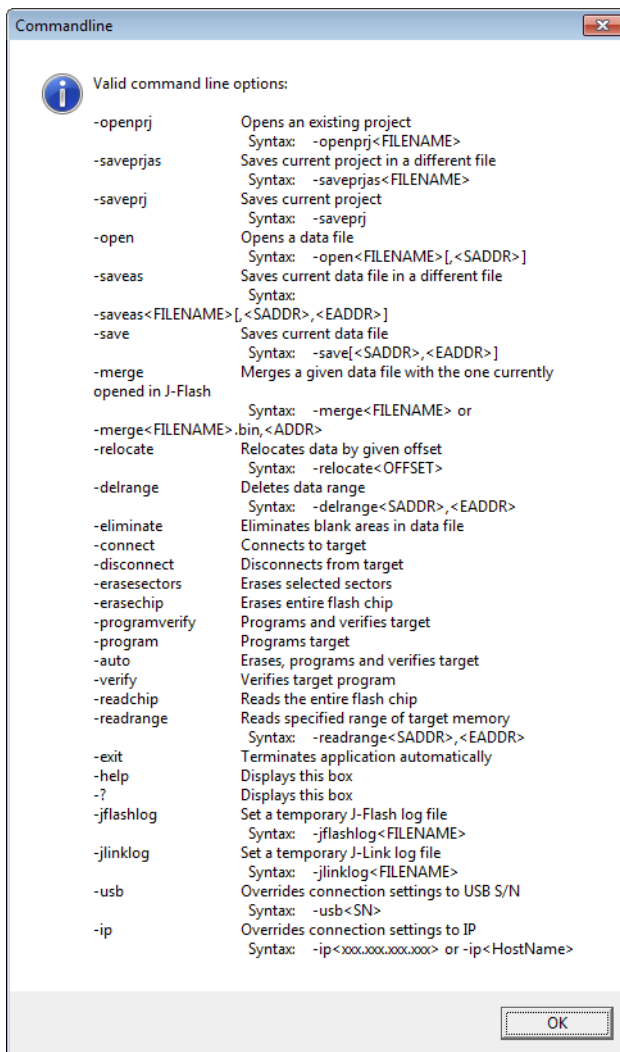 Commandline
Valid command line options:
-openprj Opens an existing project
Syntax: -openprj<FILENAME>
-saveprjas Saves current project in a different file
Syntax: -saveprjas<FILENAME>
-saveprj Saves current project
Syntax: -saveprj
-open Opens a data file
Syntax: -open<FILENAME>[,<SADDR>]
-saveas Saves current data file in a different file
Syntax:
-saveas<FILENAME>[,<SADDR>,<EADDR>]
-save Saves current data file
Syntax: -save[<SADDR>,<EADDR>]
-merge Merges a given data file with the one currently
opened in J-Flash
Syntax: -merge<FILENAME> or
-merge<FILENAME>.bin,<ADDR>
-relocate Relocates data by given offset
Syntax: -relocate<OFFSET>
-delrange Deletes data range
Syntax: -delrange<SADDR>,<EADDR>
-eliminate Eliminates blank areas in data file
-connect Connects to target
-disconnect Disconnects from target
-erasesectors Erases selected sectors
-erasechip Erases entire flash chip
-programverify Programs and verifies target
-program Programs target
-auto Erases, programs and verifies target
-verify Verifies target program
-readchip Reads the entire flash chip
-readrange Reads specified range of target memory
Syntax: -readrange<SADDR>,<EADDR>
-exit Terminates application automatically
-help Displays this box
-? Displays this box
-jflashlog Set a temporary J-Flash log file
Syntax: -jflashlog<FILENAME>
-jlinklog Set a temporary J-Link log file
Syntax: -jlinklog<FILENAME>
-usb Overrides connection settings to USB S/N
Syntax: -usb<SN>
-ip Overrides connection settings to IP
Syntax: -ip<xxx.xxx.xxx.xxx> or -ip<HostName>
OK